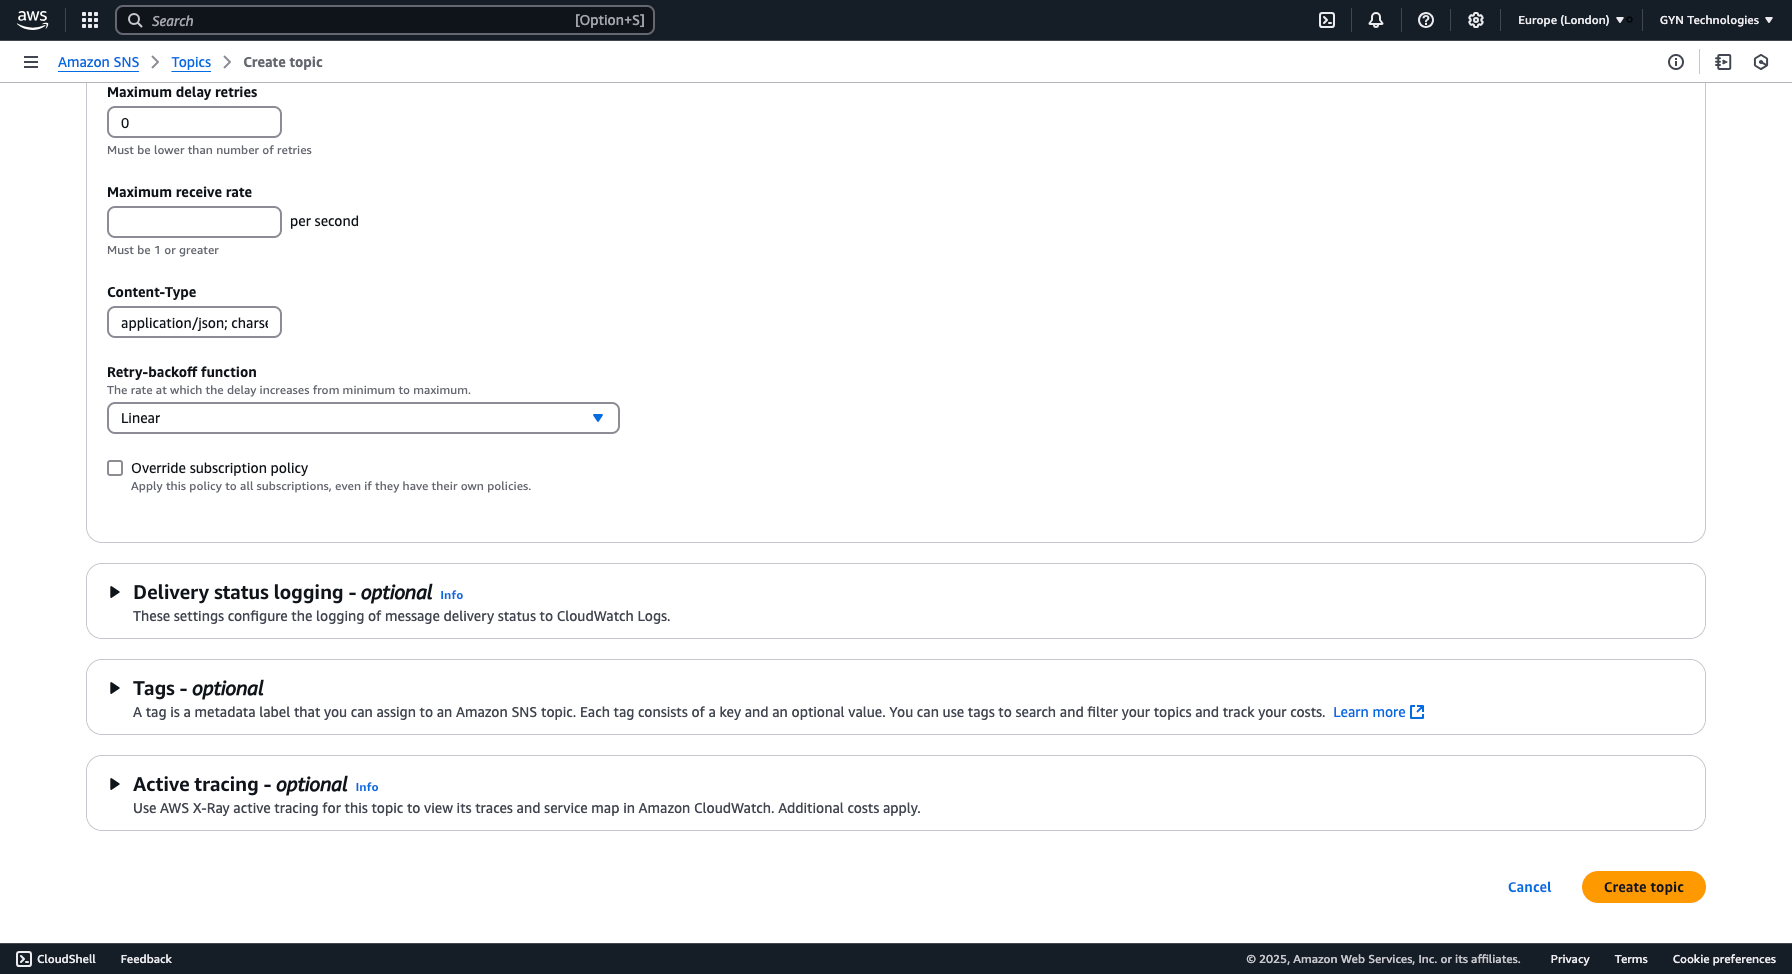 aws
Search
[Option+S]
Europe (London)
GYN Technologies
Amazon SNS
Topics
Create topic
Maximum delay retries
0
Must be lower than number of retries
Maximum receive rate
per second
Must be 1 or greater
Content-Type
application/json; charse
Retry-backoff function
The rate at which the delay increases from minimum to maximum.
Linear
Override subscription policy
Apply this policy to all subscriptions, even if they have their own policies.
Delivery status logging - optional Info
These settings configure the logging of message delivery status to CloudWatch Logs.
Tags - optional
A tag is a metadata label that you can assign to an Amazon SNS topic. Each tag consists of a key and an optional value. You can use tags to search and filter your topics and track your costs. Learn more
Active tracing - optional Info
Use AWS X-Ray active tracing for this topic to view its traces and service map in Amazon CloudWatch. Additional costs apply.
Cancel
Create topic
CloudShell
Feedback
© 2025, Amazon Web Services, Inc. or its affiliates.
Privacy
Terms
Cookie preferences